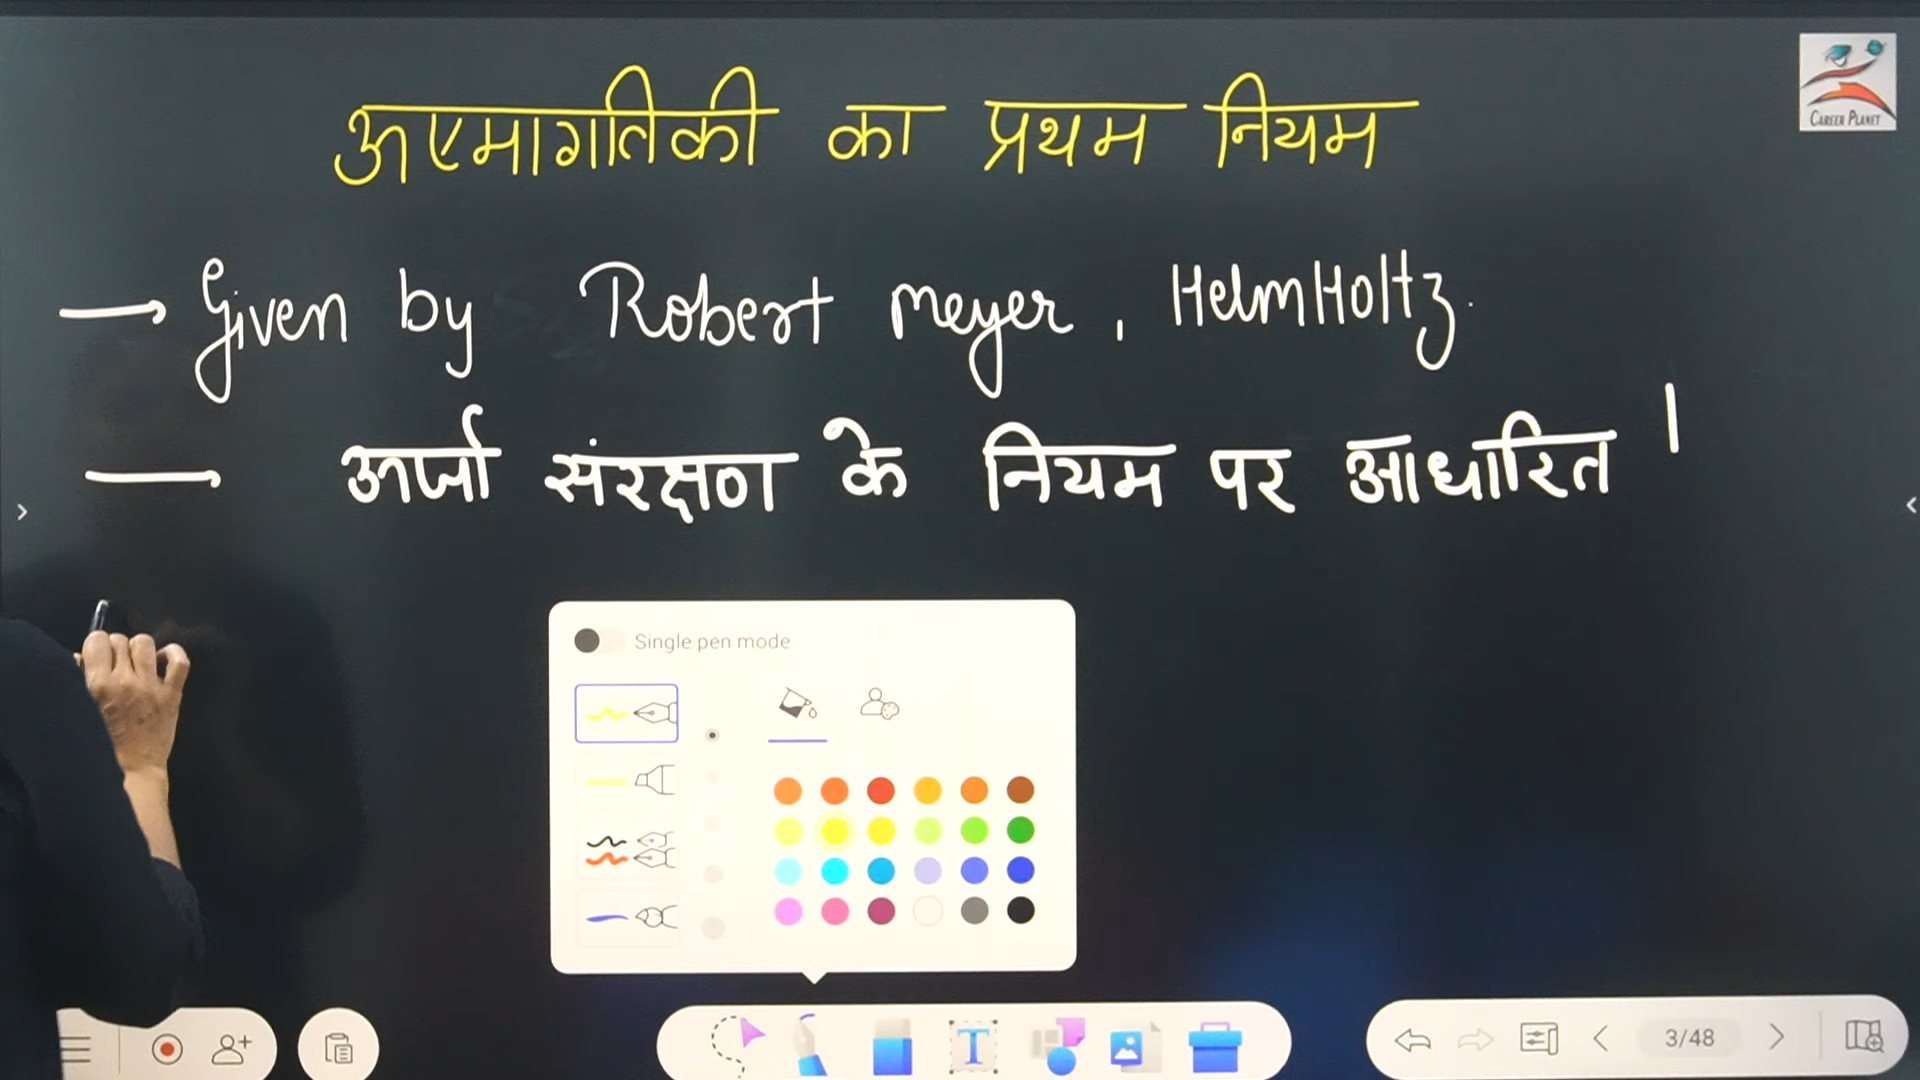 ऊष्मागतिकी का प्रथम नियम
CAREER PLANET
→ Given by Robert Meyer, HelmHoltz.
→ ऊर्जा संरक्षण के नियम पर आधारित ।
Single pen mode
T
3/48